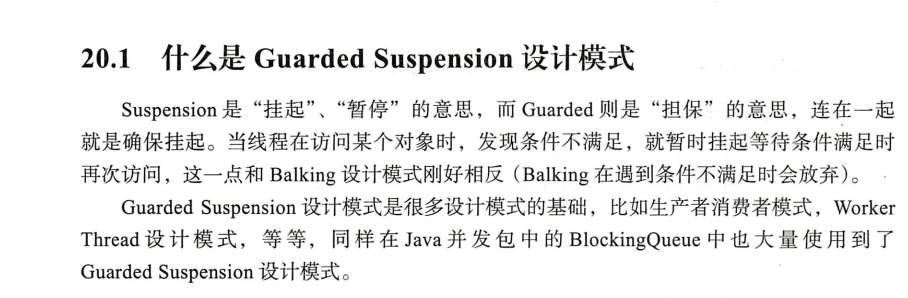 20.1 什么是 Guarded Suspension 设计模式
Suspension 是“挂起”、“暂停”的意思，而 Guarded 则是“担保”的意思，连在一起
就是确保挂起。当线程在访问某个对象时，发现条件不满足，就暂时挂起等待条件满足时
再次访问，这一点和 Balking 设计模式刚好相反（Balking 在遇到条件不满足时会放弃）。
Guarded Suspension 设计模式是很多设计模式的基础，比如生产者消费者模式，Worker
Thread 设计模式，等等，同样在 Java 并发包中的 BlockingQueue 中也大量使用到了
Guarded Suspension 设计模式。